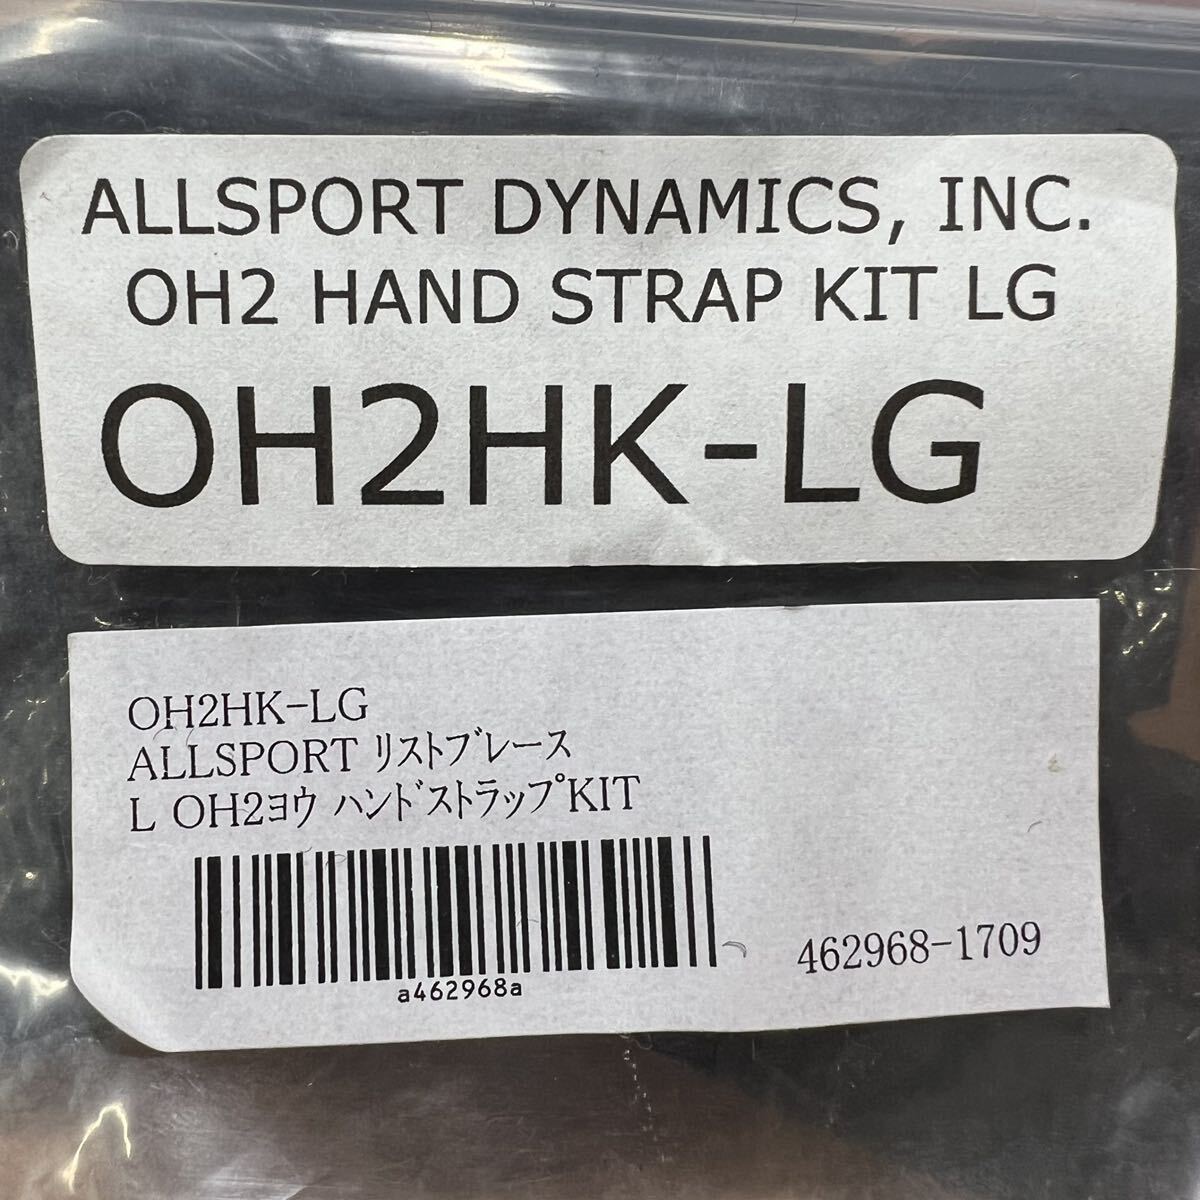 ALLSPORT DYNAMICS, INC.
OH2 HAND STRAP KIT LG
OH2HK-LG
OH2HK-LG
ALLSPORT ﾘｽﾄﾌﾞﾚｰｽ
L OH2ﾖｳ ﾊﾝﾄﾞｽﾄﾗｯﾌﾟKIT
a462968a
462968-1709